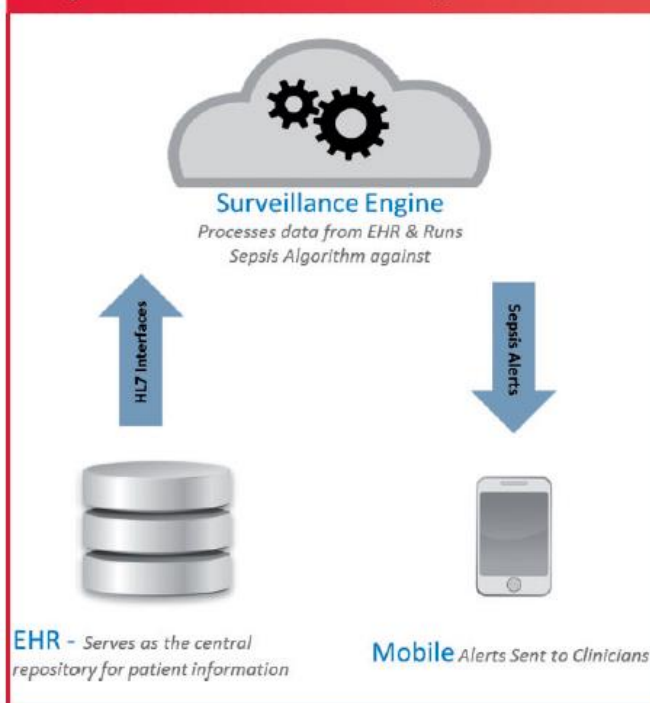 Surveillance Engine
Processes data from EHR & Runs
Sepsis Algorithm against
HL7 Interfaces
Sepsis Alerts
EHR - Serves as the central
repository for patient information
Mobile Alerts Sent to Clinicians